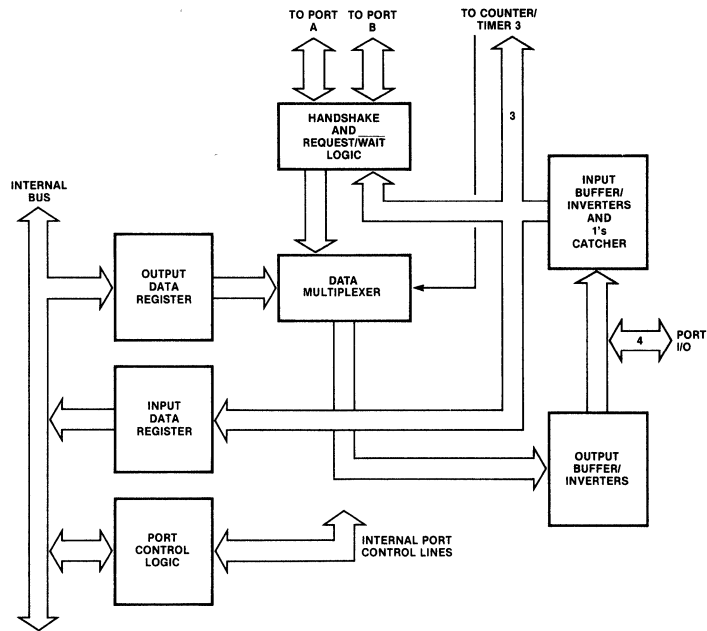 TO PORT
A
TO PORT
B
TO COUNTER/
TIMER 3
3
HANDSHAKE
AND
REQUEST/WAIT
LOGIC
INPUT
BUFFER/
INVERTERS
AND
1's
CATCHER
INTERNAL
BUS
OUTPUT
DATA
REGISTER
DATA
MULTIPLEXER
4
PORT
I/O
INPUT
DATA
REGISTER
OUTPUT
BUFFER/
INVERTERS
PORT
CONTROL
LOGIC
INTERNAL PORT
CONTROL LINES